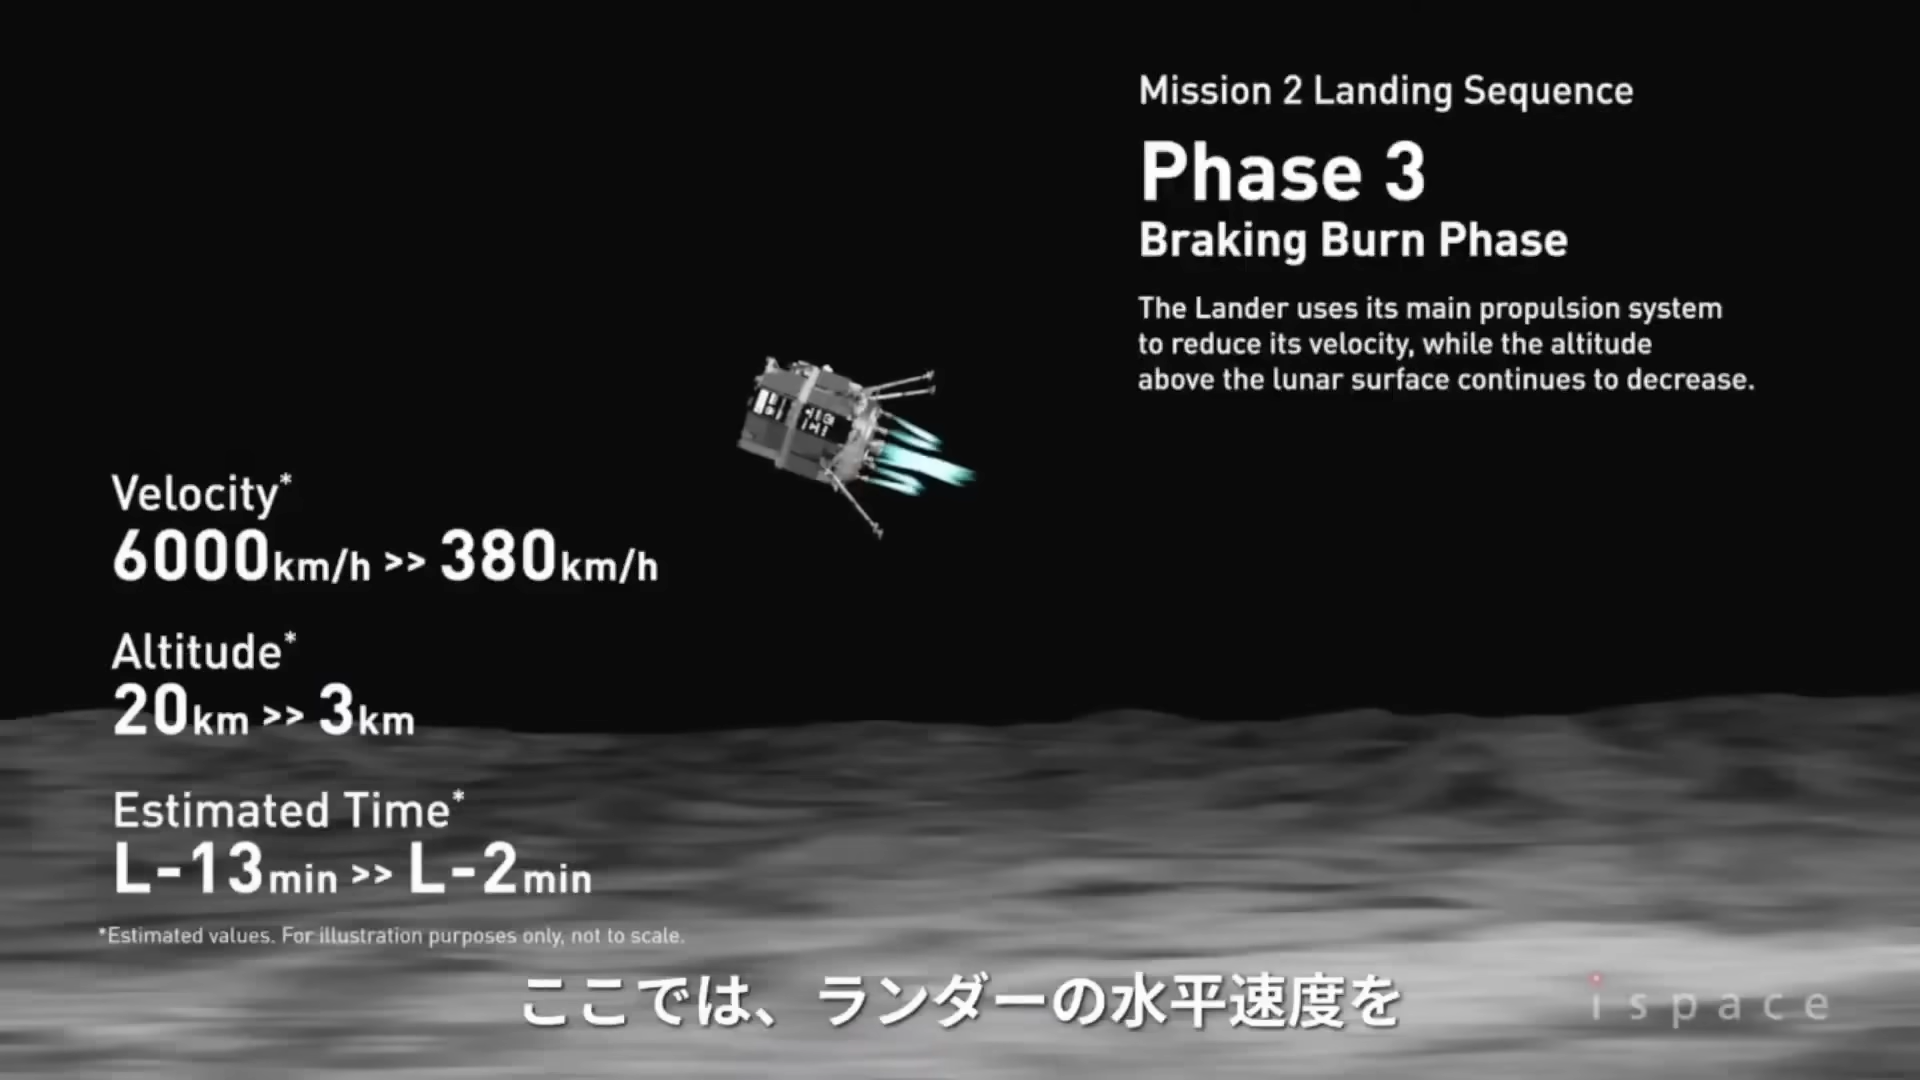 Mission 2 Landing Sequence
Phase 3
Braking Burn Phase
The Lander uses its main propulsion system
to reduce its velocity, while the altitude
above the lunar surface continues to decrease.
Velocity*
6000km/h >> 380km/h
Altitude*
20km >> 3km
Estimated Time*
L-13min >> L-2min
*Estimated values. For illustration purposes only, not to scale.
ここでは、ランダーの水平速度を
ispace